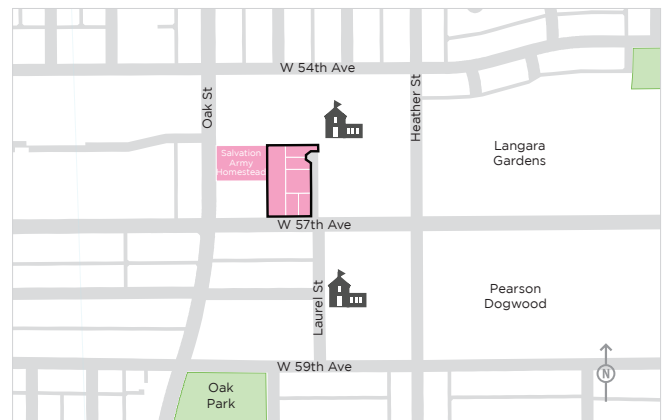 W 54th Ave
Oak St
Heather St
Salvation
Army
Homestead
Langara
Gardens
W 57th Ave
Laurel St
Pearson
Dogwood
W 59th Ave
Oak
Park
N